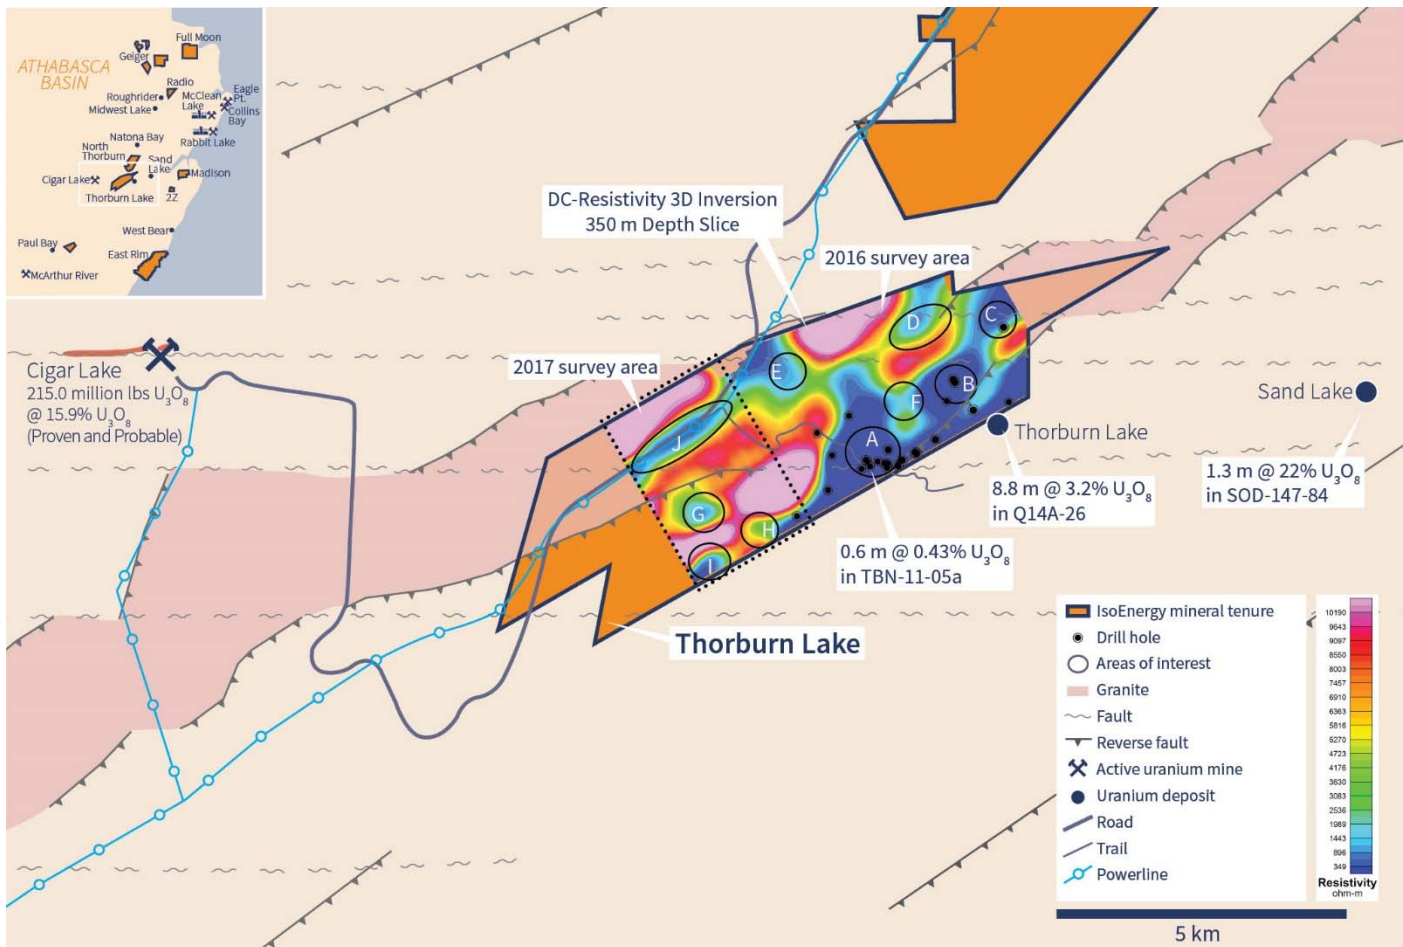 Full Moon
Geiger
ATHABASCA
BASIN
Radio
Roughrider
McClean
Lake
Eagle
Pt.
Midwest Lake
Collins
Bay
Rabbit Lake
Natona Bay
North
Thorburn
Sand
Lake
Madison
Cigar Lake
Thorburn Lake
2Z
West Bear
Paul Bay
East Rim
McArthur River
DC-Resistivity 3D Inversion
350 m Depth Slice
2016 survey area
2017 survey area
Cigar Lake
215.0 million lbs U₃O₈
@ 15.9% U₃O₈
(Proven and Probable)
A
B
C
D
E
F
G
H
I
J
Sand Lake
Thorburn Lake
1.3 m @ 22% U₃O₈
in SOD-147-84
8.8 m @ 3.2% U₃O₈
in Q14A-26
0.6 m @ 0.43% U₃O₈
in TBN-11-05a
Thorburn Lake
IsoEnergy mineral tenure
Drill hole
Areas of interest
Granite
Fault
Reverse fault
Active uranium mine
Uranium deposit
Road
Trail
Powerline
10190
9643
9097
8550
8003
7457
6910
6363
5816
5270
4723
4176
3630
3083
2536
1989
1443
896
349
Resistivity
ohm-m
5 km